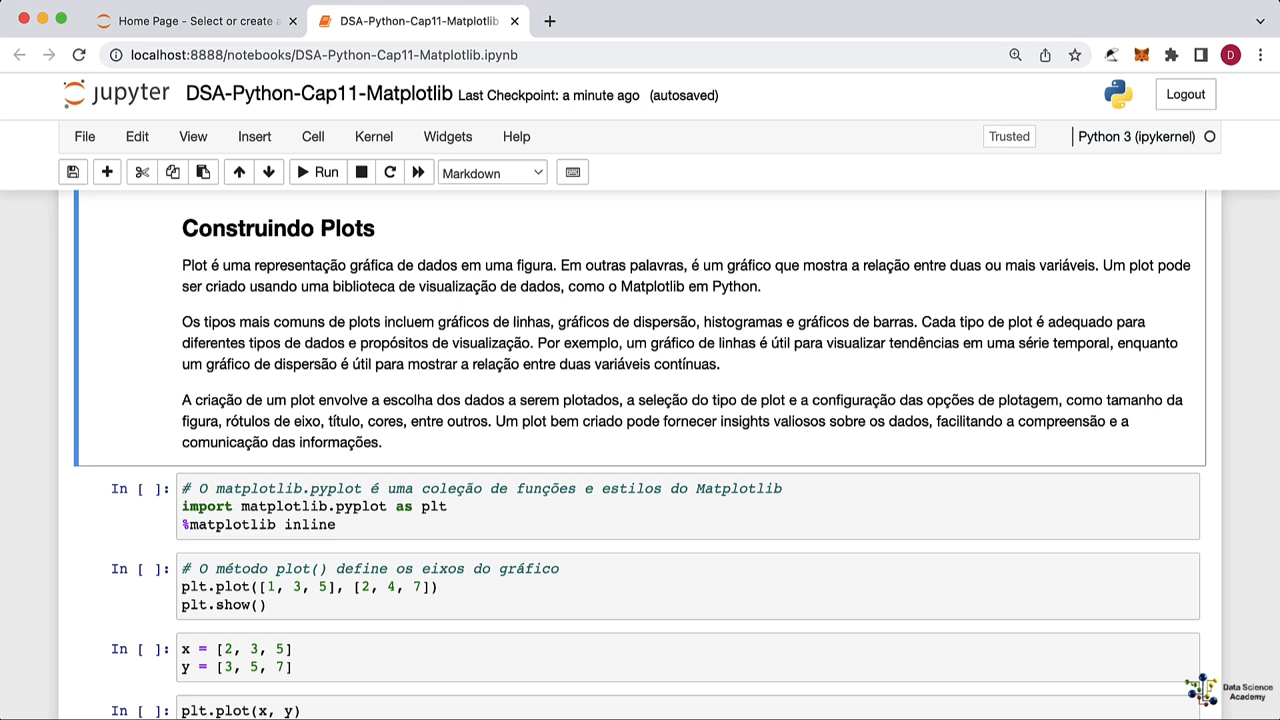 Home Page - Select or create a
DSA-Python-Cap11-Matplotlib
localhost:8888/notebooks/DSA-Python-Cap11-Matplotlib.ipynb
D
jupyter DSA-Python-Cap11-Matplotlib Last Checkpoint: a minute ago (autosaved)
Logout
File Edit View Insert Cell Kernel Widgets Help
Trusted
Python 3 (ipykernel)
Run
Markdown
Construindo Plots
Plot é uma representação gráfica de dados em uma figura. Em outras palavras, é um gráfico que mostra a relação entre duas ou mais variáveis. Um plot pode
ser criado usando uma biblioteca de visualização de dados, como o Matplotlib em Python.
Os tipos mais comuns de plots incluem gráficos de linhas, gráficos de dispersão, histogramas e gráficos de barras. Cada tipo de plot é adequado para
diferentes tipos de dados e propósitos de visualização. Por exemplo, um gráfico de linhas é útil para visualizar tendências em uma série temporal, enquanto
um gráfico de dispersão é útil para mostrar a relação entre duas variáveis contínuas.
A criação de um plot envolve a escolha dos dados a serem plotados, a seleção do tipo de plot e a configuração das opções de plotagem, como tamanho da
figura, rótulos de eixo, título, cores, entre outros. Um plot bem criado pode fornecer insights valiosos sobre os dados, facilitando a compreensão e a
comunicação das informações.
In [ ]: # O matplotlib.pyplot é uma coleção de funções e estilos do Matplotlib
import matplotlib.pyplot as plt
%matplotlib inline
In [ ]: # O método plot() define os eixos do gráfico
plt.plot([1, 3, 5], [2, 4, 7])
plt.show()
In [ ]: x = [2, 3, 5]
y = [3, 5, 7]
In [ ]: plt.plot(x, y)
Data Science
Academy